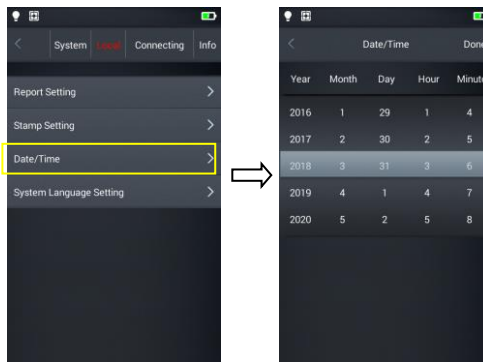 System Local Connecting Info
Report Setting
Stamp Setting
Date/Time
System Language Setting
Date/Time Done
Year Month Day Hour Minute
2016 1 29 1 4
2017 2 30 2 5
2018 3 31 3 6
2019 4 1 4 7
2020 5 2 5 8